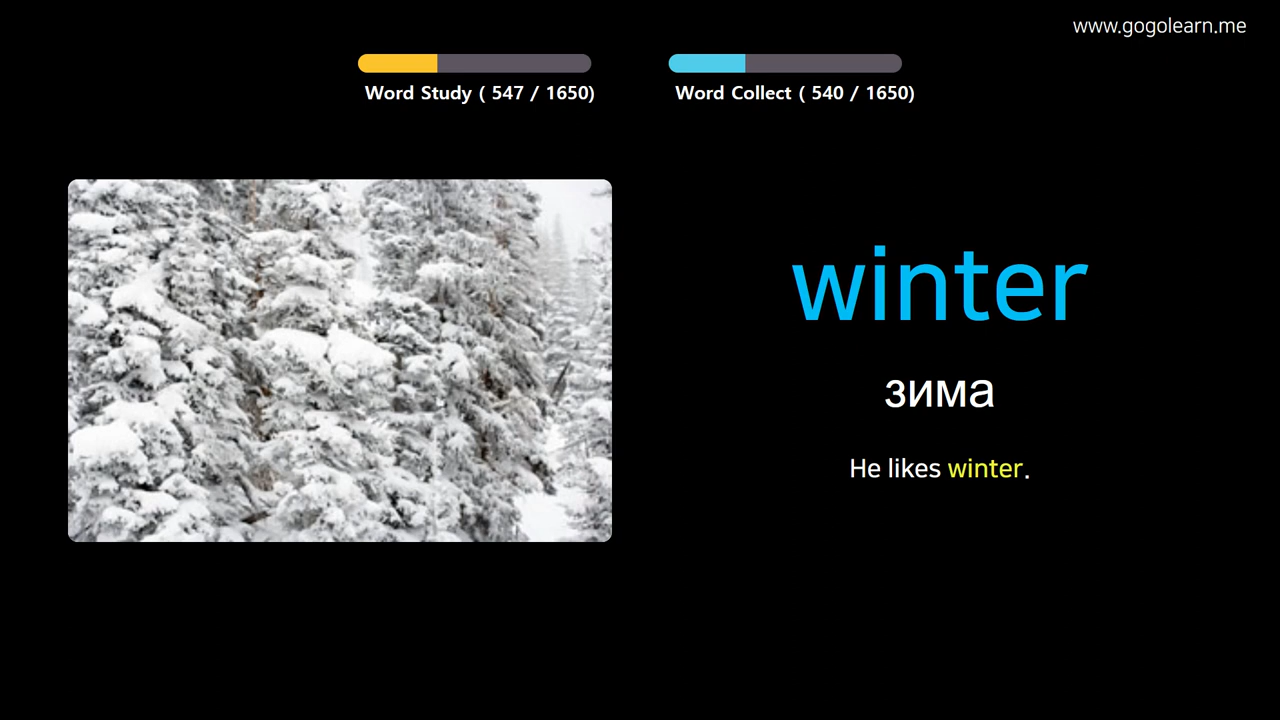 www.gogolearn.me
Word Study ( 547 / 1650)
Word Collect ( 540 / 1650)
winter
зима
He likes winter.